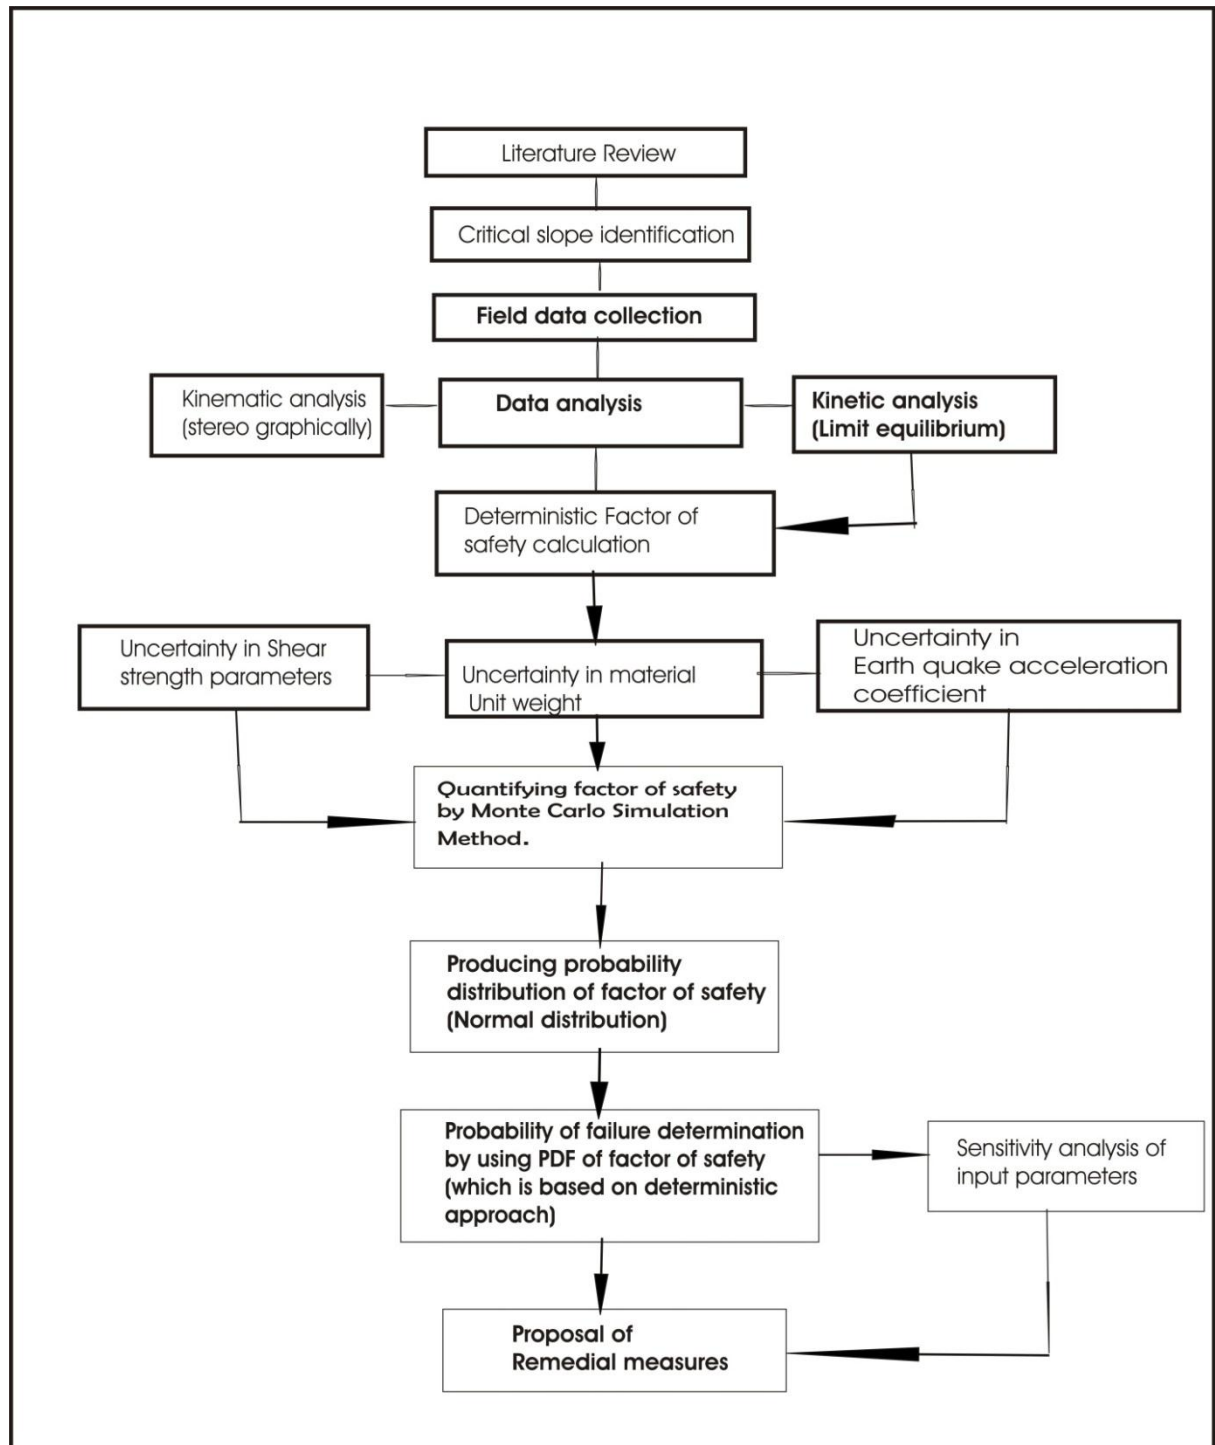 Literature Review
Critical slope identification
Field data collection
Kinematic analysis
(stereo graphically)
Data analysis
Kinetic analysis
(Limit equilibrium)
Deterministic Factor of
safety calculation
Uncertainty in Shear
strength parameters
Uncertainty in material
Unit weight
Uncertainty in
Earth quake acceleration
coefficient
Quantifying factor of safety
by Monte Carlo Simulation
Method.
Producing probability
distribution of factor of safety
(Normal distribution)
Probability of failure determination
by using PDF of factor of safety
(which is based on deterministic
approach)
Sensitivity analysis of
input parameters
Proposal of
Remedial measures